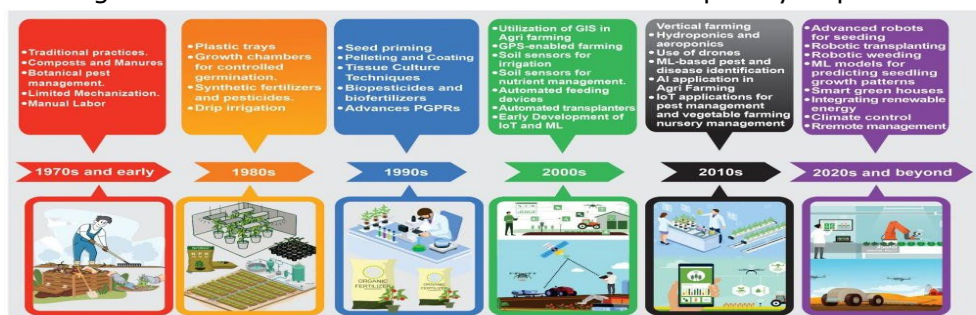 •Traditional practices.
•Composts and Manures
•Botanical pest
management.
•Limited Mechanization.
•Manual Labor
•Plastic trays
•Growth chambers
for controlled
germination.
•Synthetic fertilizers
and pesticides.
•Drip irrigation
•Seed priming
•Pelleting and Coating
•Tissue Culture
Techniques
•Biopesticides and
biofertilizers
•Advances PGPRs
•Utilization of GIS in
Agri farming
•GPS-enabled farming
•Soil sensors for
irrigation
•Soil sensors for
nutrient management.
•Automated feeding
devices
•Automated transplanters
•Early Development of
IoT and ML
Vertical farming
•Hydroponics and
aeroponics
•Use of drones
•ML-based pest and
disease identification
•AI application in
Agri Farming
•IoT applications for
pest management
and vegetable farming
nursery management
•Advanced robots
for seeding
•Robotic transplanting
•Robotic weeding
•ML models for
predicting seedling
growth patterns
•Smart green houses
•Integrating renewable
energy
•Climate control
•Rremote management
1970s and early
1980s
1990s
2000s
2010s
2020s and beyond
ORGANIC
FERTILIZER
ORGANIC
FERTILIZER